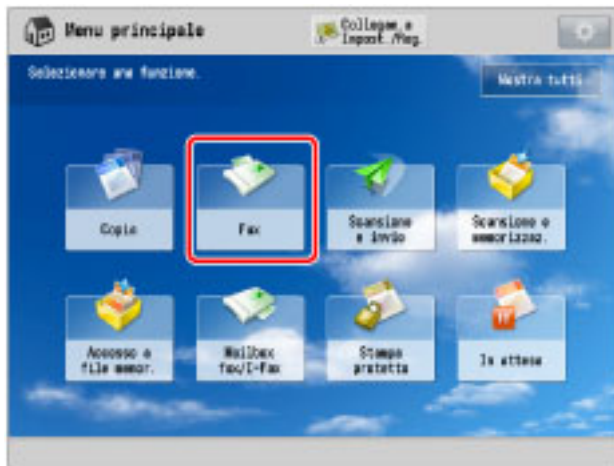 Menu principale
Collegam. a
Impost./Reg.
Selezionare una funzione.
Mostra tutti
Copia
Fax
Scansione
e invio
Scansione e
memorizzaz.
Accesso a
file memor.
Mailbox
fax/I-Fax
Stampa
protetta
In attesa